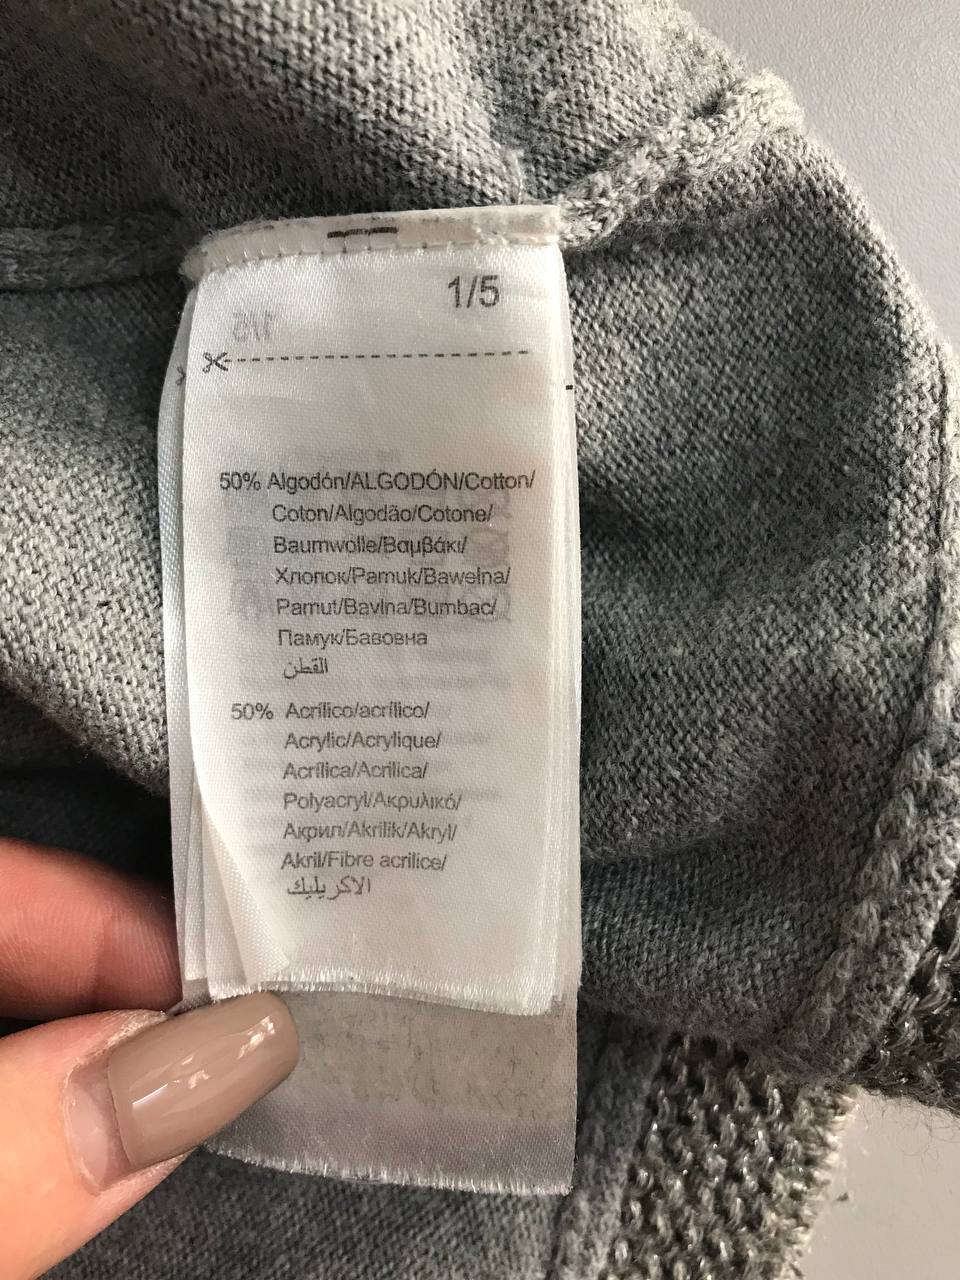 1/5
50% Algodón/ALGODÓN/Cotton/
Coton/Algodão/Cotone/
Baumwolle/Βαμβάκι/
Хлопок/Pamuk/Bawełna/
Pamut/Bavlna/Bumbac/
Памук/Бавовна
القطن
50% Acrílico/acrílico/
Acrylic/Acrylique/
Acrílica/Acrilica/
Polyacryl/Ακρυλικό/
Акрил/Akrilik/Akryl/
Akril/Fibre acrilice/
الاكريليك